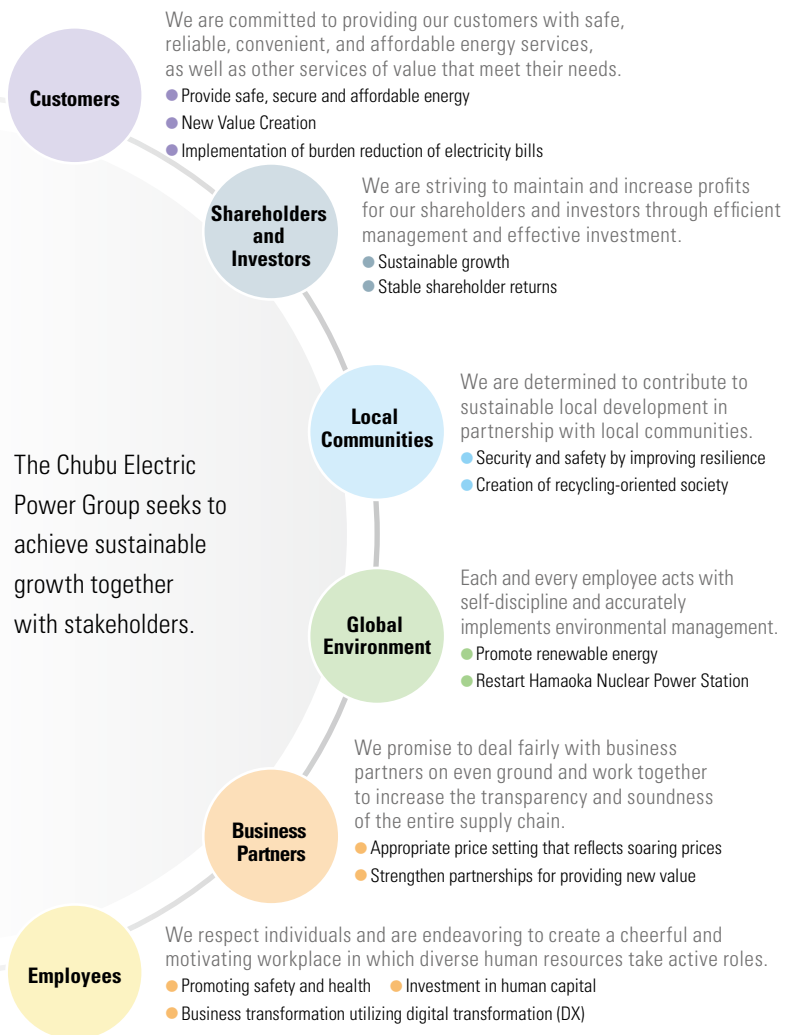 We are committed to providing our customers with safe,
reliable, convenient, and affordable energy services,
as well as other services of value that meet their needs.
Customers
● Provide safe, secure and affordable energy
● New Value Creation
● Implementation of burden reduction of electricity bills
Shareholders
and
Investors
We are striving to maintain and increase profits
for our shareholders and investors through efficient
management and effective investment.
● Sustainable growth
● Stable shareholder returns
Local
Communities
We are determined to contribute to
sustainable local development in
partnership with local communities.
● Security and safety by improving resilience
● Creation of recycling-oriented society
The Chubu Electric
Power Group seeks to
achieve sustainable
growth together
with stakeholders.
Global
Environment
Each and every employee acts with
self-discipline and accurately
implements environmental management.
● Promote renewable energy
● Restart Hamaoka Nuclear Power Station
Business
Partners
We promise to deal fairly with business
partners on even ground and work together
to increase the transparency and soundness
of the entire supply chain.
● Appropriate price setting that reflects soaring prices
● Strengthen partnerships for providing new value
Employees
We respect individuals and are endeavoring to create a cheerful and
motivating workplace in which diverse human resources take active roles.
● Promoting safety and health ● Investment in human capital
● Business transformation utilizing digital transformation (DX)